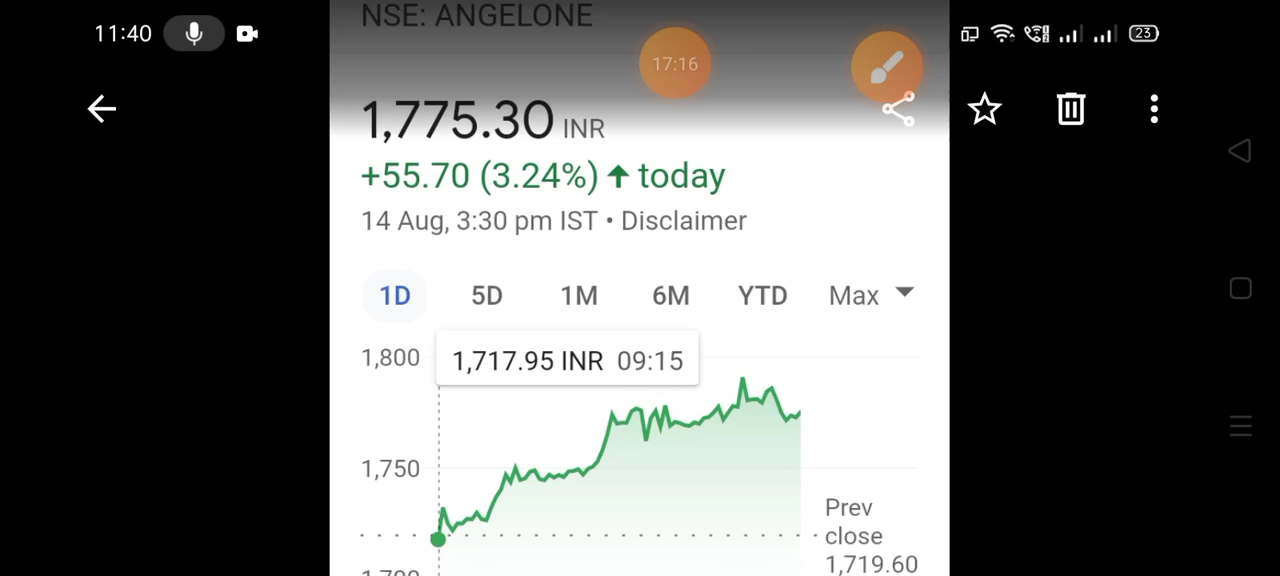 11:40
23
NSE: ANGELONE
17:16
1,775.30 INR
+55.70 (3.24%) ↑ today
14 Aug, 3:30 pm IST • Disclaimer
1D 5D 1M 6M YTD Max
1,800
1,717.95 INR 09:15
1,750
Prev
close
1,719.60